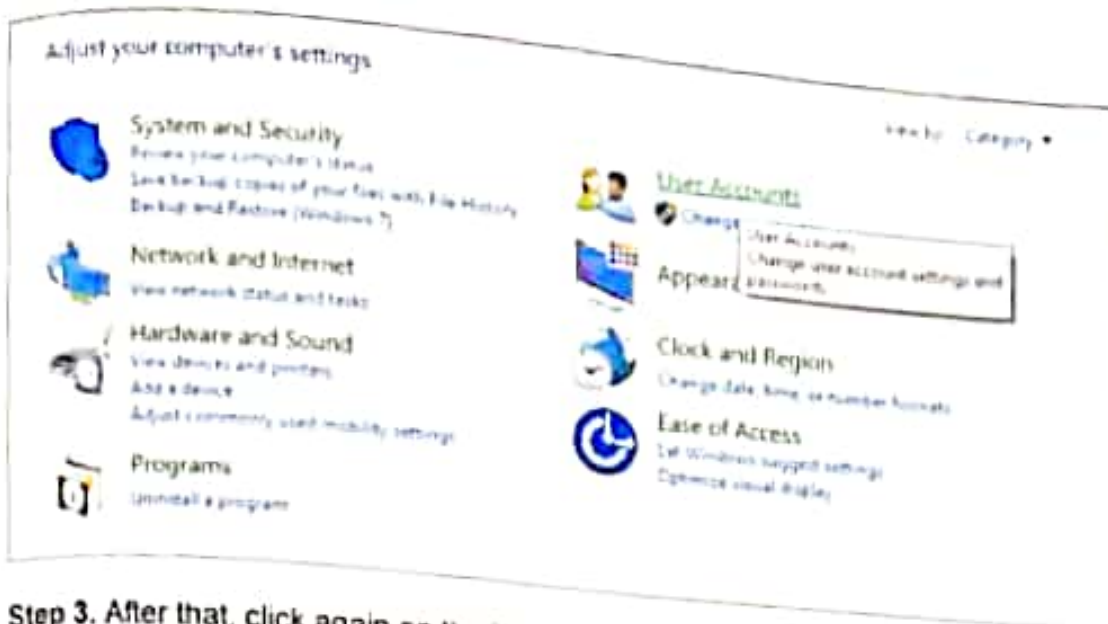 Adjust your computer's settings
View by: Category
System and Security
Review your computer's status
Save backup copies of your files with File History
Backup and Restore (Windows 7)
Network and Internet
View network status and tasks
Hardware and Sound
View devices and printers
Add a device
Adjust commonly used mobility settings
Programs
Uninstall a program
User Accounts
Change
User Accounts
Change user account settings and
passwords
Appeara
Clock and Region
Change date, time, or number formats
Ease of Access
Let Windows suggest settings
Optimize visual display
Step 3. After that, click again on